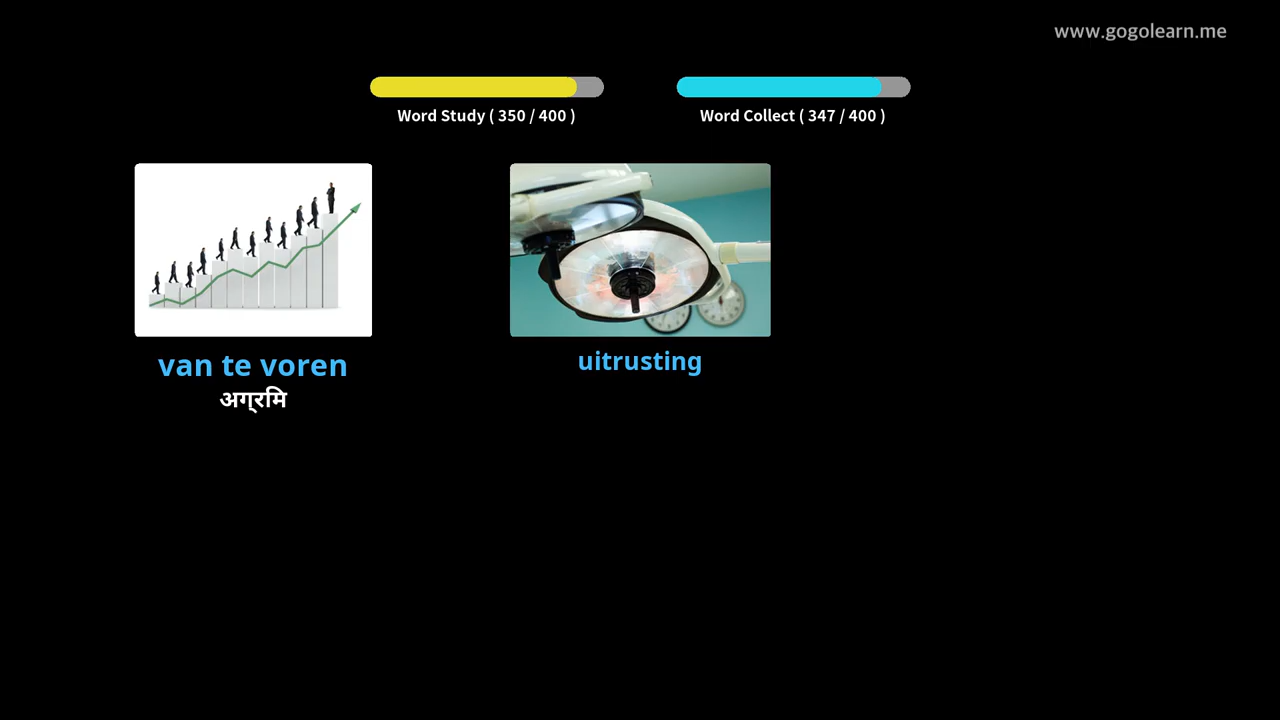 www.gogolearn.me
Word Study ( 350 / 400 )
Word Collect ( 347 / 400 )
van te voren
अग्रमि
uitrusting